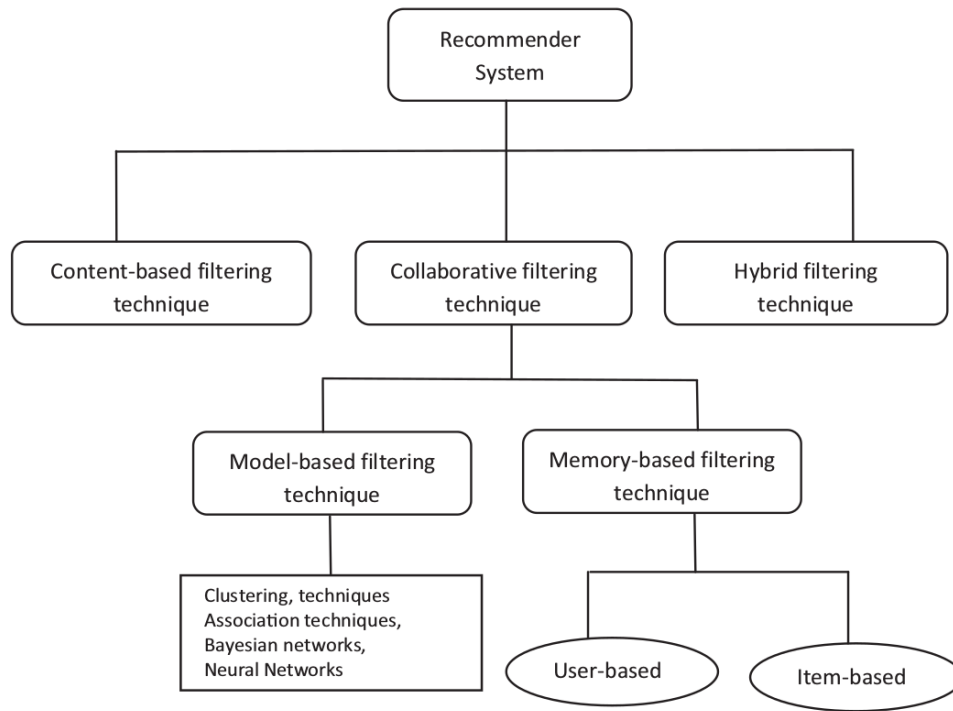 Recommender
System
Content-based filtering
technique
Collaborative filtering
technique
Hybrid filtering
technique
Model-based filtering
technique
Memory-based filtering
technique
Clustering, techniques
Association techniques,
Bayesian networks,
Neural Networks
User-based
Item-based